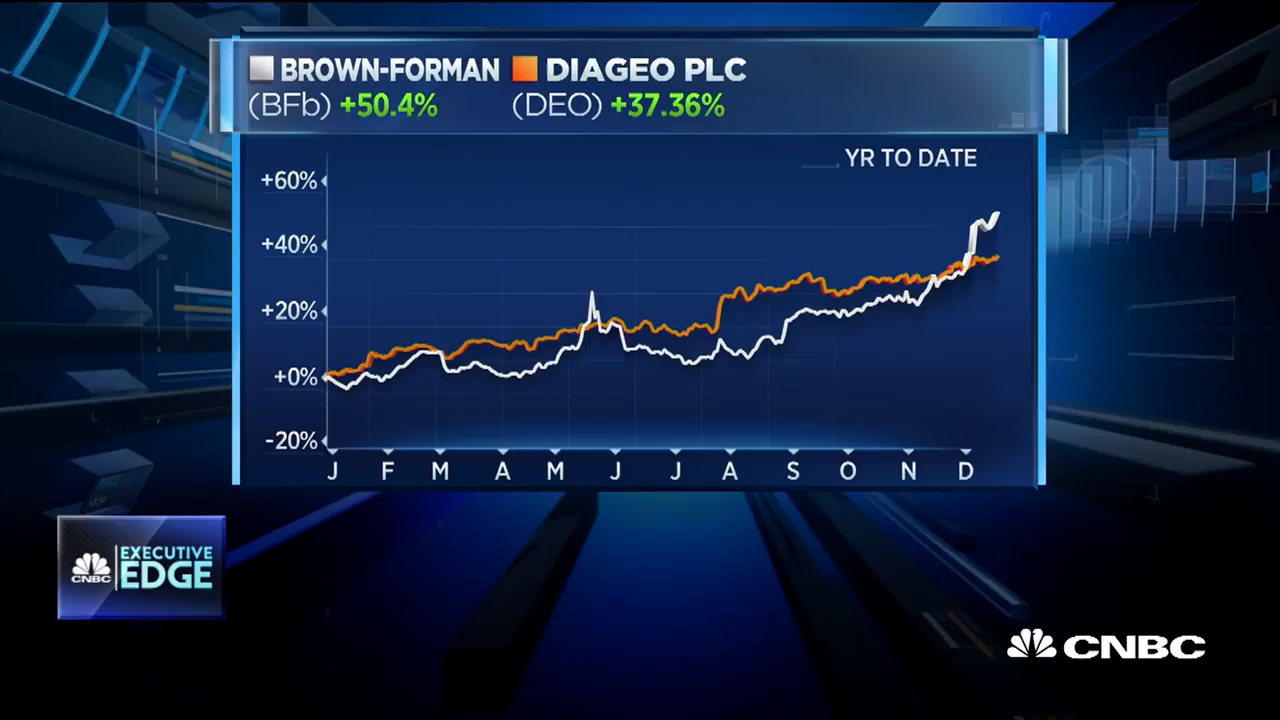 BROWN-FORMAN
(BFb) +50.4%
DIAGEO PLC
(DEO) +37.36%
YR TO DATE
+60%
+40%
+20%
+0%
-20%
J F M A M J J A S O N D
CNBC
EXECUTIVE
EDGE
CNBC